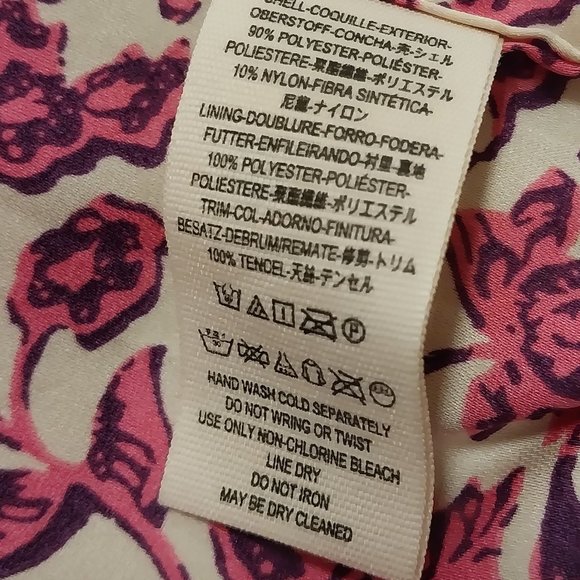 SHELL-COQUILLE-EXTERIOR-
OBERSTOFF-CONCHA-壳-シェル
90% POLYESTER-POLIÉSTER-
POLIESTERE-聚酯纖維-ポリエステル
10% NYLON-FIBRA SINTÉTICA-
尼龍-ナイロン
LINING-DOUBLURE-FORRO-FODERA-
FUTTER-ENFILEIRANDO-衬里-裏地
100% POLYESTER-POLIÉSTER-
POLIESTERE-聚酯纖維-ポリエステル
TRIM-COL-ADORNO-FINITURA-
BESATZ-DEBRUM/REMATE-修剪-トリム
100% TENCEL-天絲-テンセル
HAND WASH COLD SEPARATELY
DO NOT WRING OR TWIST
USE ONLY NON-CHLORINE BLEACH
LINE DRY
DO NOT IRON
MAY BE DRY CLEANED